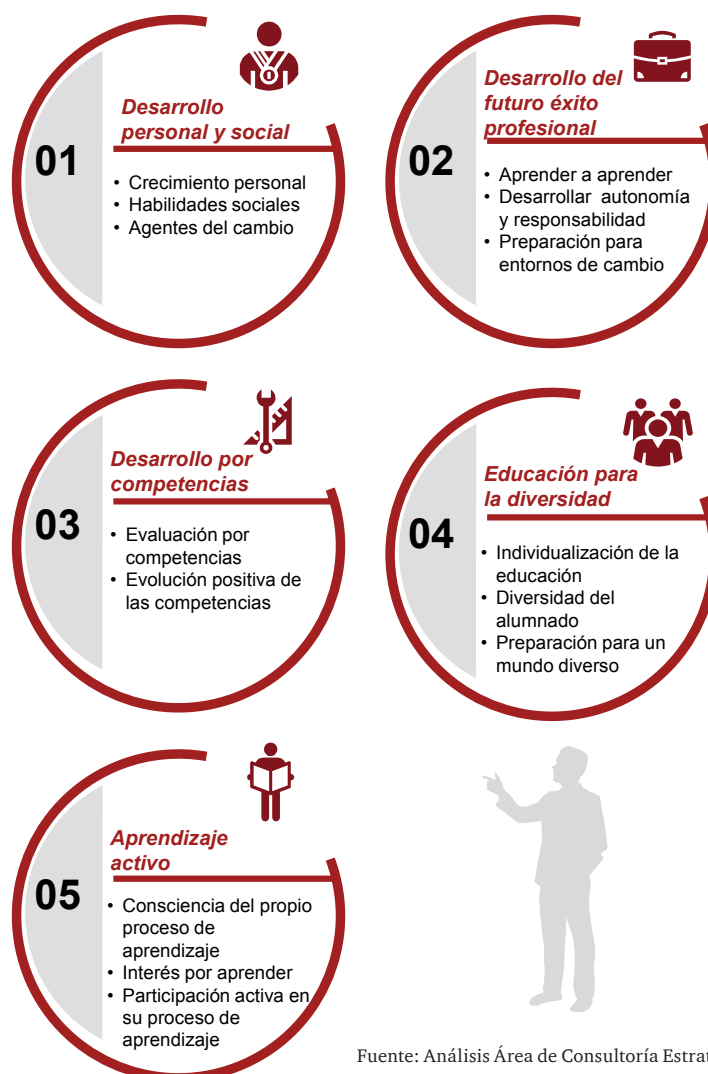 01
Desarrollo
personal y social
• Crecimiento personal
• Habilidades sociales
• Agentes del cambio
02
Desarrollo del
futuro éxito
profesional
• Aprender a aprender
• Desarrollar autonomía
y responsabilidad
• Preparación para
entornos de cambio
03
Desarrollo por
competencias
• Evaluación por
competencias
• Evolución positiva de
las competencias
04
Educación para
la diversidad
• Individualización de la
educación
• Diversidad del
alumnado
• Preparación para un
mundo diverso
05
Aprendizaje
activo
• Consciencia del propio
proceso de
aprendizaje
• Interés por aprender
• Participación activa en
su proceso de
aprendizaje
Fuente: Análisis Área de Consultoría